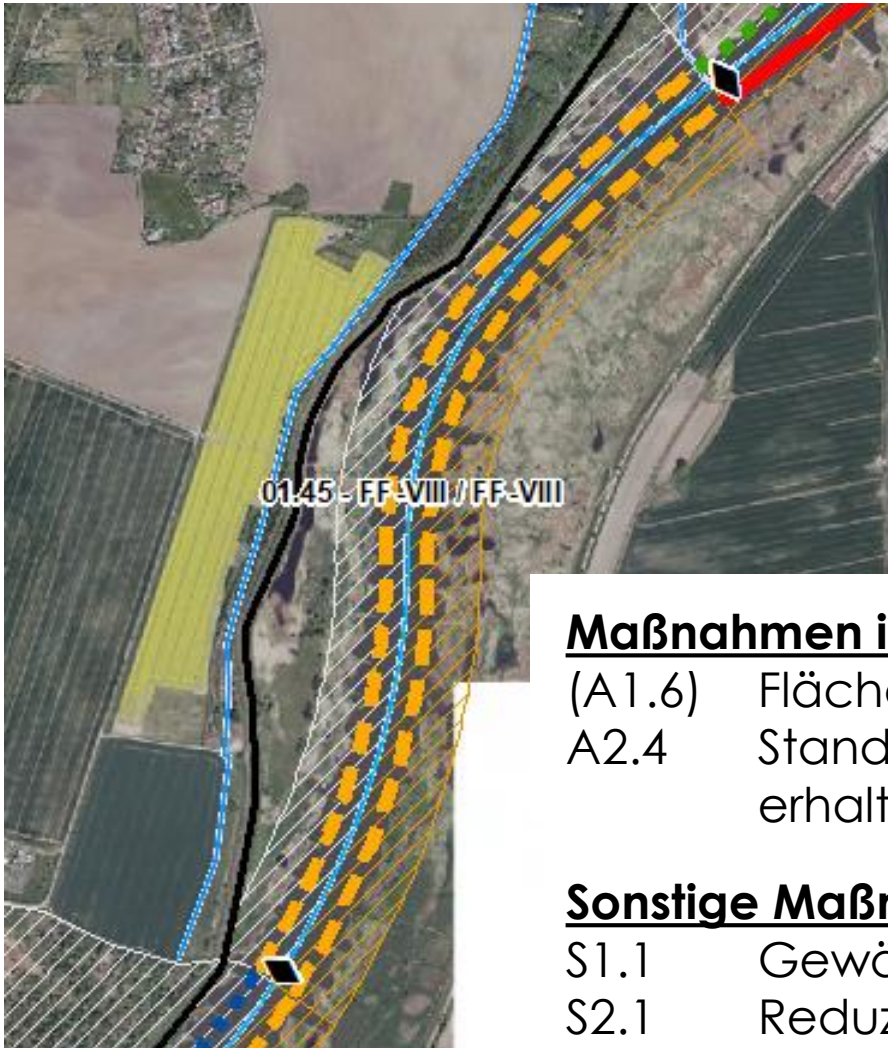 01.45 - FF-VIII / FF-VIII
Maßnahmen i
(A1.6) Fläch
A2.4 Stand
erhalt
Sonstige Maßr
S1.1 Gewä
S2.1 Reduz